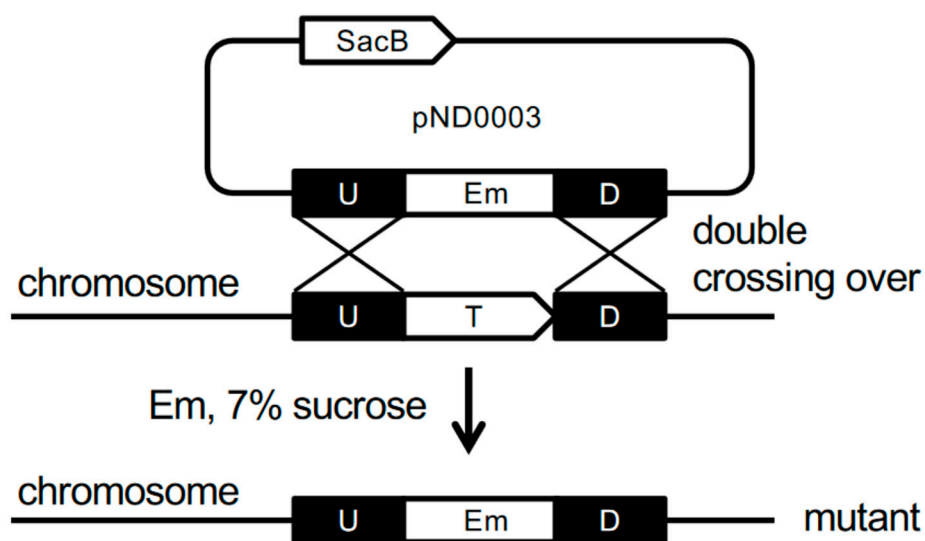 SacB
pND0003
U Em D
double
crossing over
chromosome
U T D
Em, 7% sucrose
chromosome
U Em D
mutant